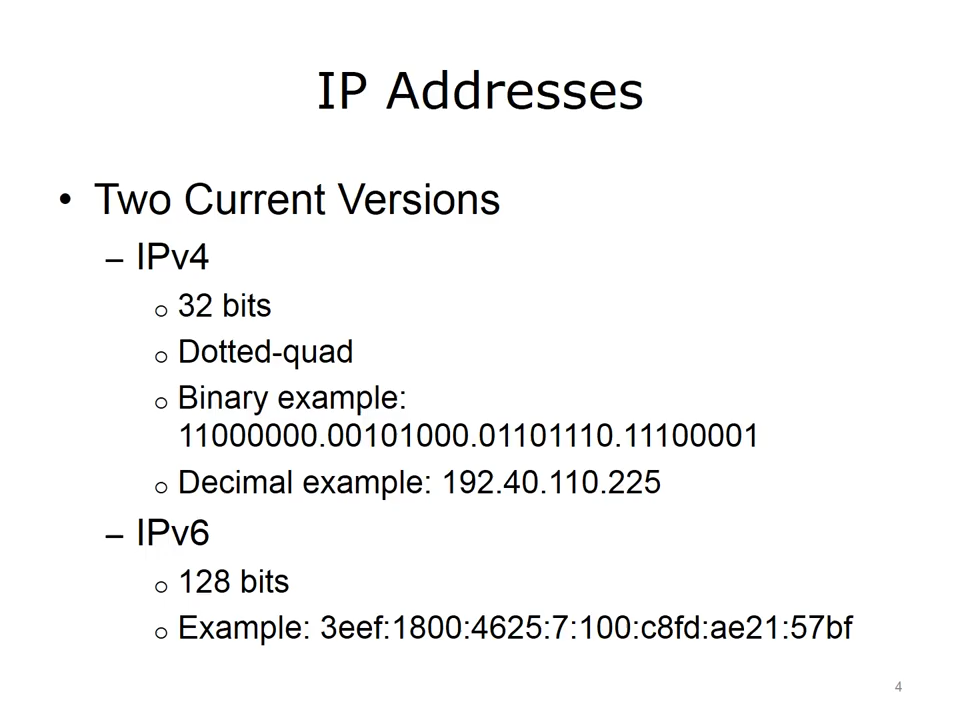 IP Addresses
• Two Current Versions
– IPv4
o 32 bits
o Dotted-quad
o Binary example:
11000000.00101000.01101110.11100001
o Decimal example: 192.40.110.225
– IPv6
o 128 bits
o Example: 3eef:1800:4625:7:100:c8fd:ae21:57bf
4